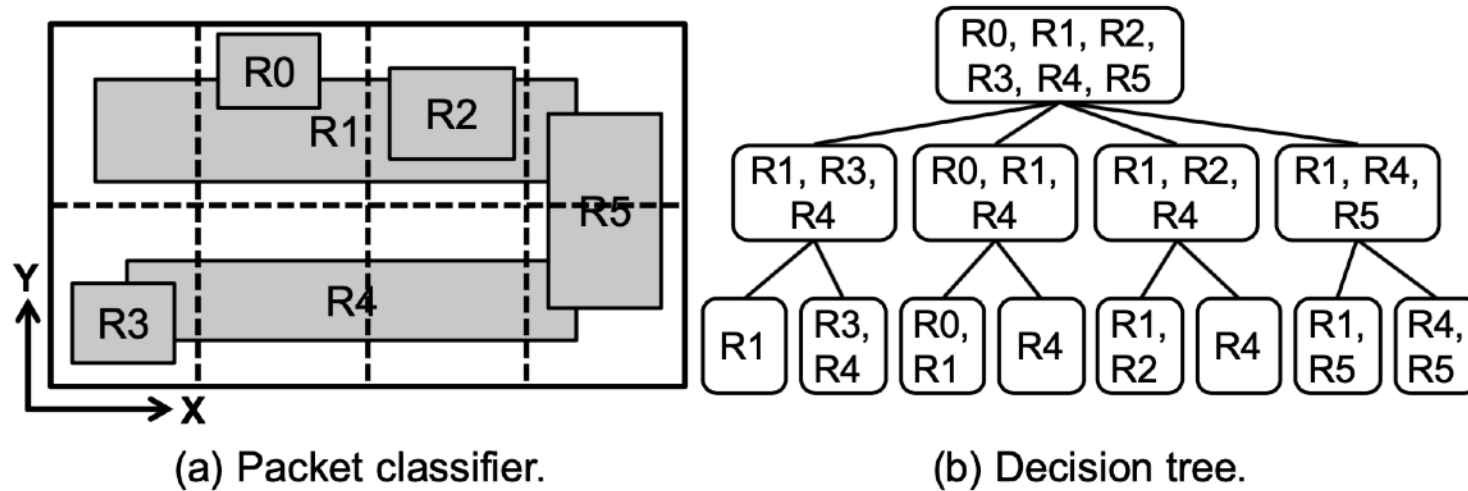 R0
R1
R2
R5
R4
R3
Y
X
(a) Packet classifier.
R0, R1, R2,
R3, R4, R5
R1, R3,
R4
R0, R1,
R4
R1, R2,
R4
R1, R4,
R5
R1
R3,
R4
R0,
R1
R4
R1,
R2
R4
R1,
R5
R4,
R5
(b) Decision tree.